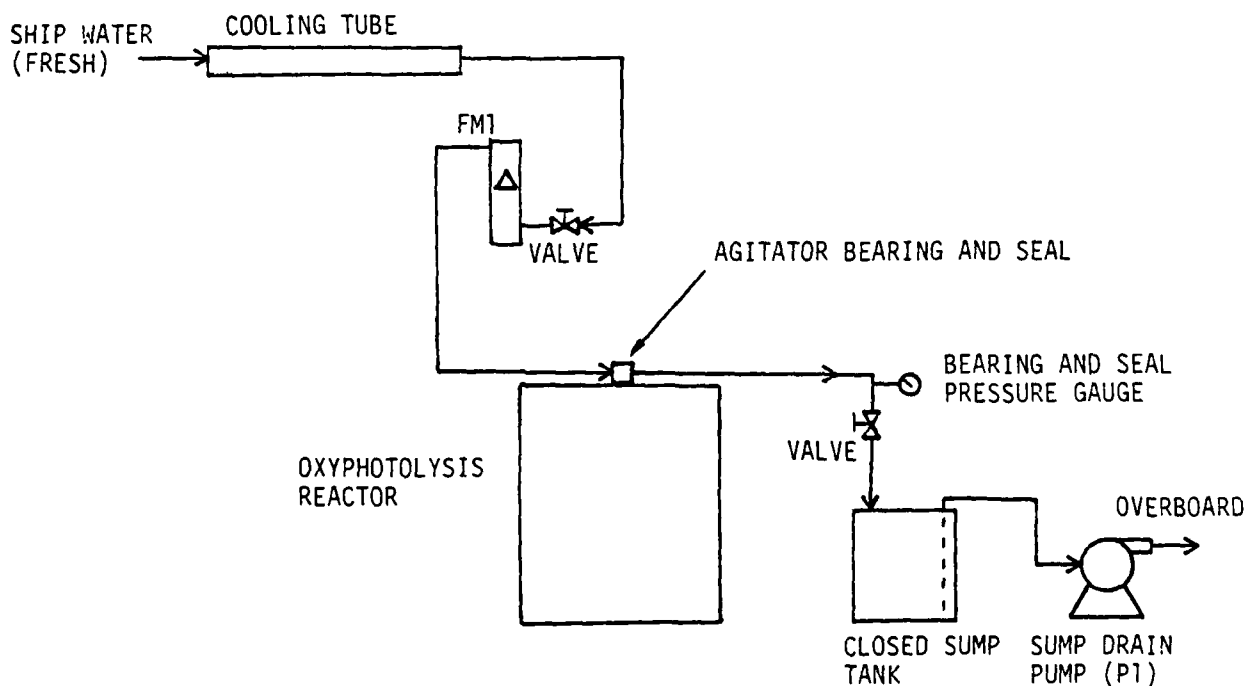 SHIP WATER
(FRESH)
COOLING TUBE
FM1
VALVE
AGITATOR BEARING AND SEAL
BEARING AND SEAL
PRESSURE GAUGE
VALVE
OXYPHOTOLYSIS
REACTOR
OVERBOARD
CLOSED SUMP
TANK
SUMP DRAIN
PUMP (P1)